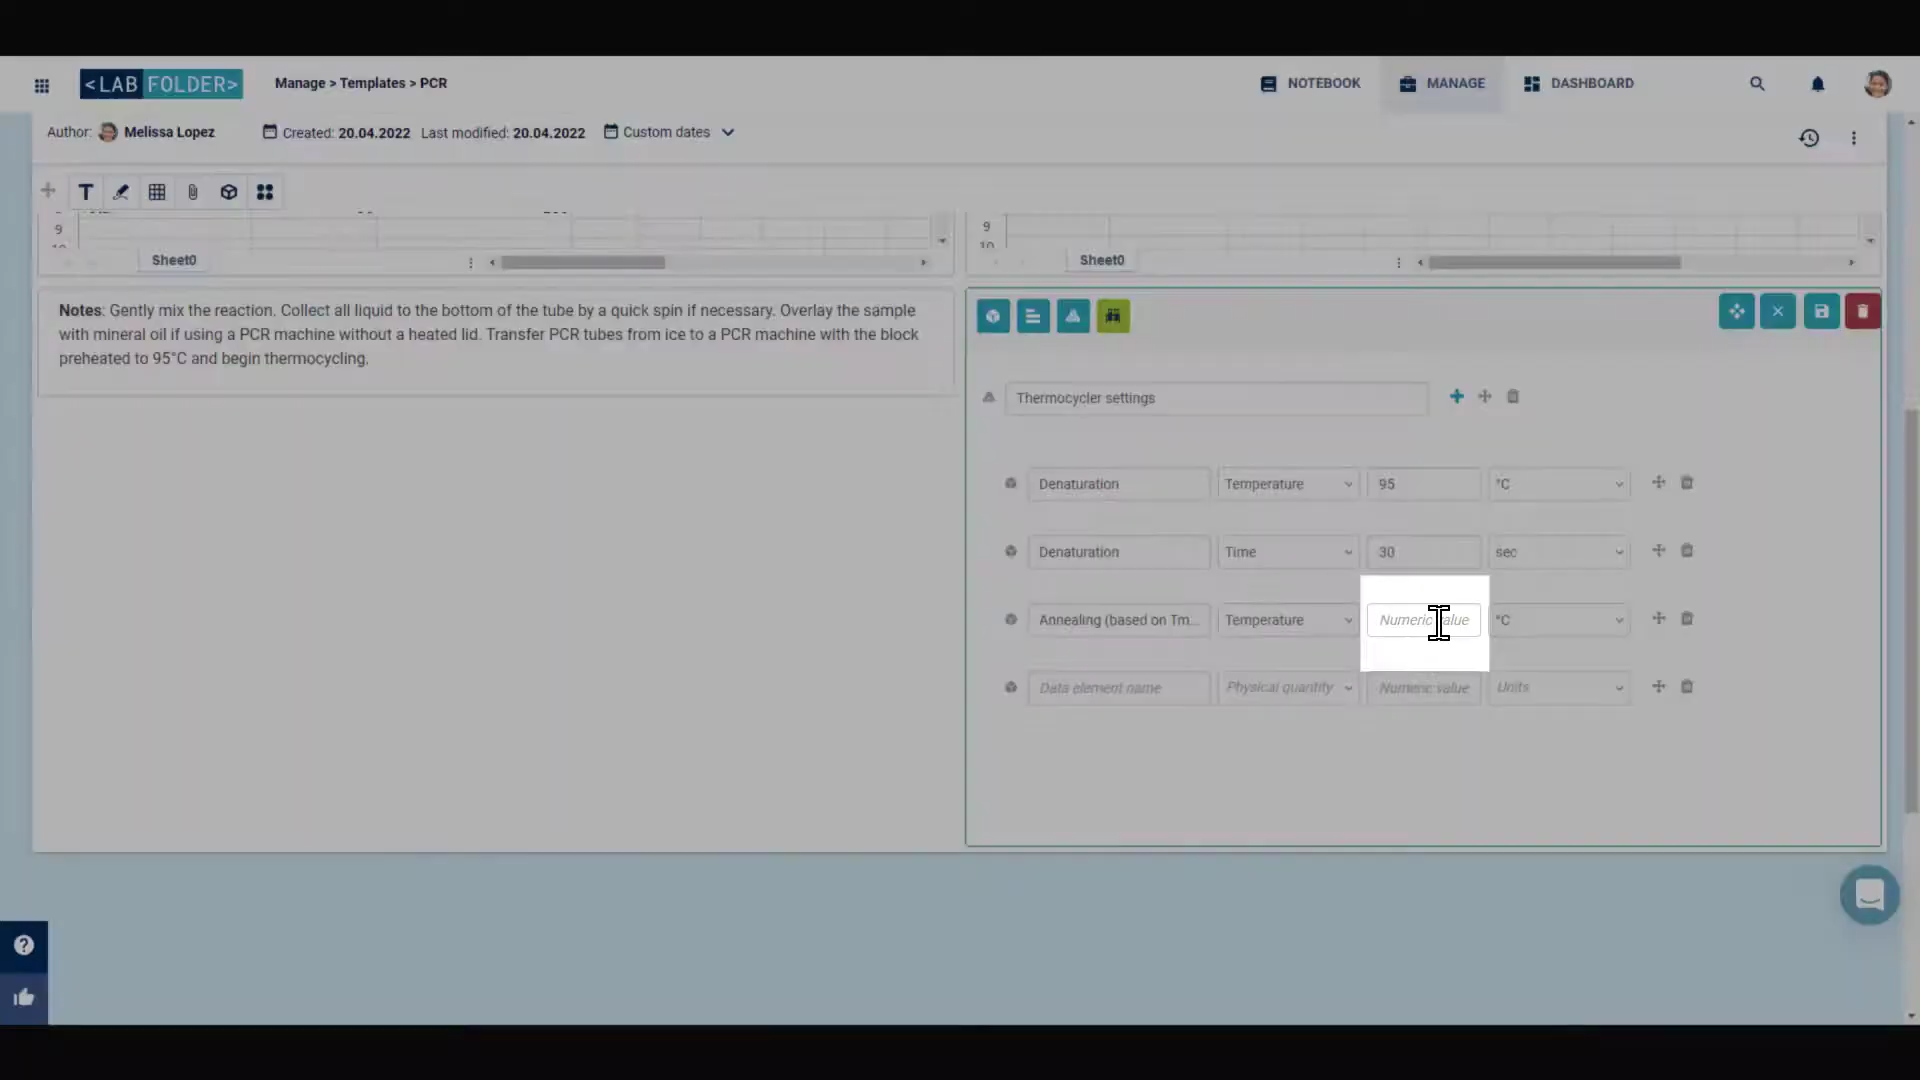 <LAB FOLDER>
Manage > Templates > PCR
NOTEBOOK
MANAGE
DASHBOARD
Author: Melissa Lopez
Created: 20.04.2022
Last modified: 20.04.2022
Custom dates
T
9
Sheet0
9
10
Sheet0
Notes: Gently mix the reaction. Collect all liquid to the bottom of the tube by a quick spin if necessary. Overlay the sample
with mineral oil if using a PCR machine without a heated lid. Transfer PCR tubes from ice to a PCR machine with the block
preheated to 95°C and begin thermocycling.
Thermocycler settings
Denaturation Temperature 95 °C
Denaturation Time 30 sec
Annealing (based on Tm... Temperature Numeric value °C
Data element name Physical quantity Numeric value Units